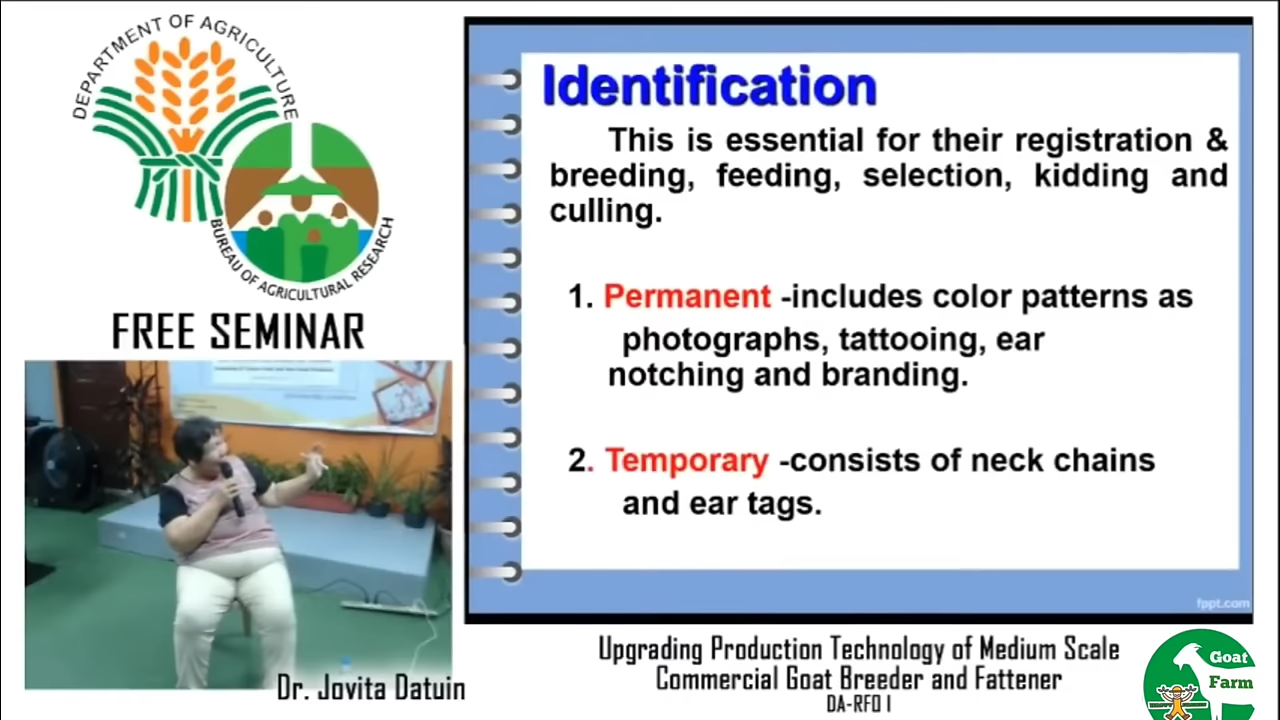 DEPARTMENT OF AGRICULTURE
BUREAU OF AGRICULTURAL RESEARCH
FREE SEMINAR
Dr. Jovita Datuin
Identification
This is essential for their registration &
breeding, feeding, selection, kidding and
culling.
1. Permanent -includes color patterns as
photographs, tattooing, ear
notching and branding.
2. Temporary -consists of neck chains
and ear tags.
fppt.com
Upgrading Production Technology of Medium Scale
Commercial Goat Breeder and Fattener
DA-RFO I
Goat
Farm